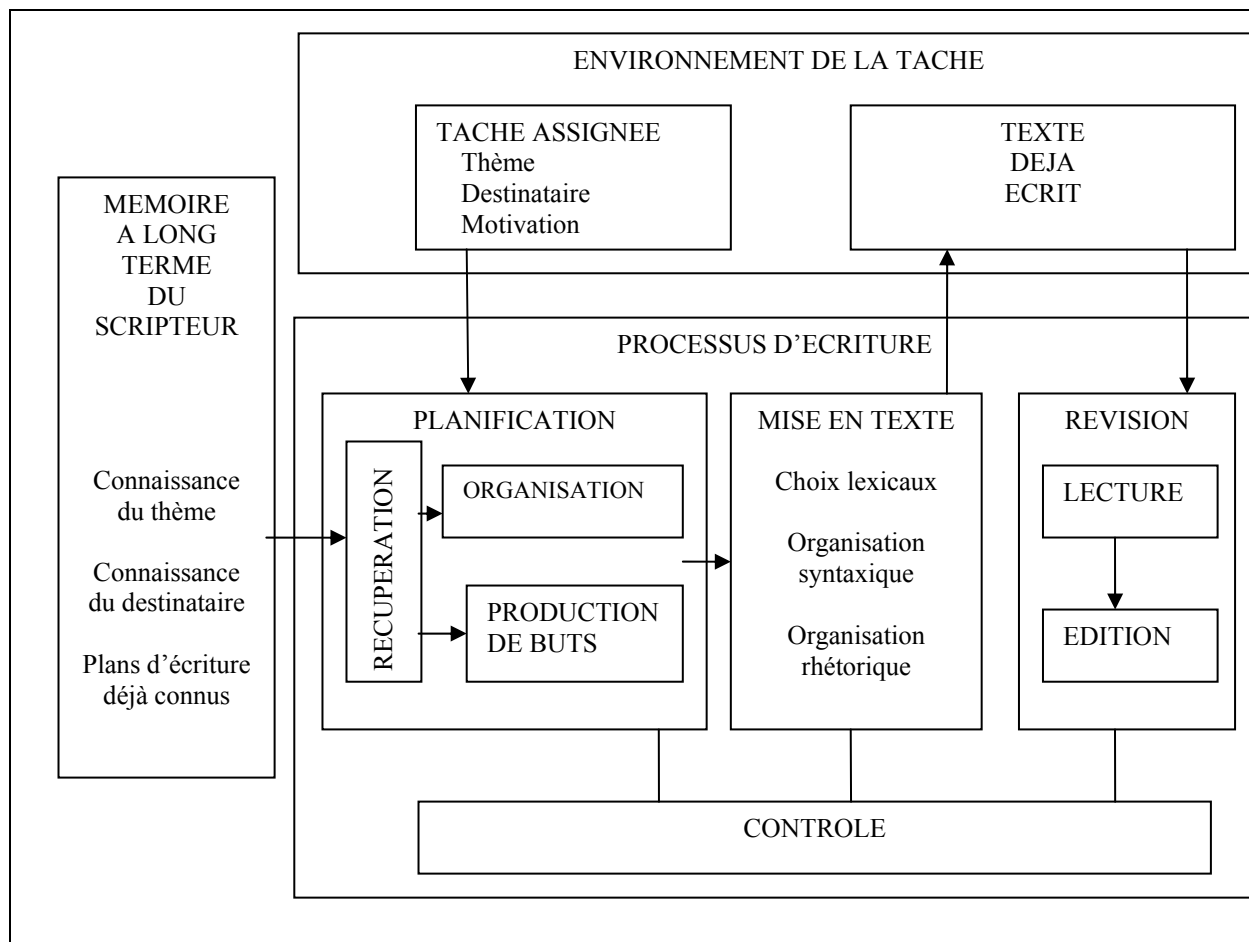 ENVIRONNEMENT DE LA TACHE
TACHE ASSIGNEE
Thème
Destinataire
Motivation
TEXTE
DEJA
ECRIT
MEMOIRE
A LONG
TERME
DU
SCRIPTEUR
Connaissance
du thème
Connaissance
du destinataire
Plans d’écriture
déjà connus
PROCESSUS D’ECRITURE
PLANIFICATION
RECUPERATION
ORGANISATION
PRODUCTION
DE BUTS
MISE EN TEXTE
Choix lexicaux
Organisation
syntaxique
Organisation
rhétorique
REVISION
LECTURE
EDITION
CONTROLE